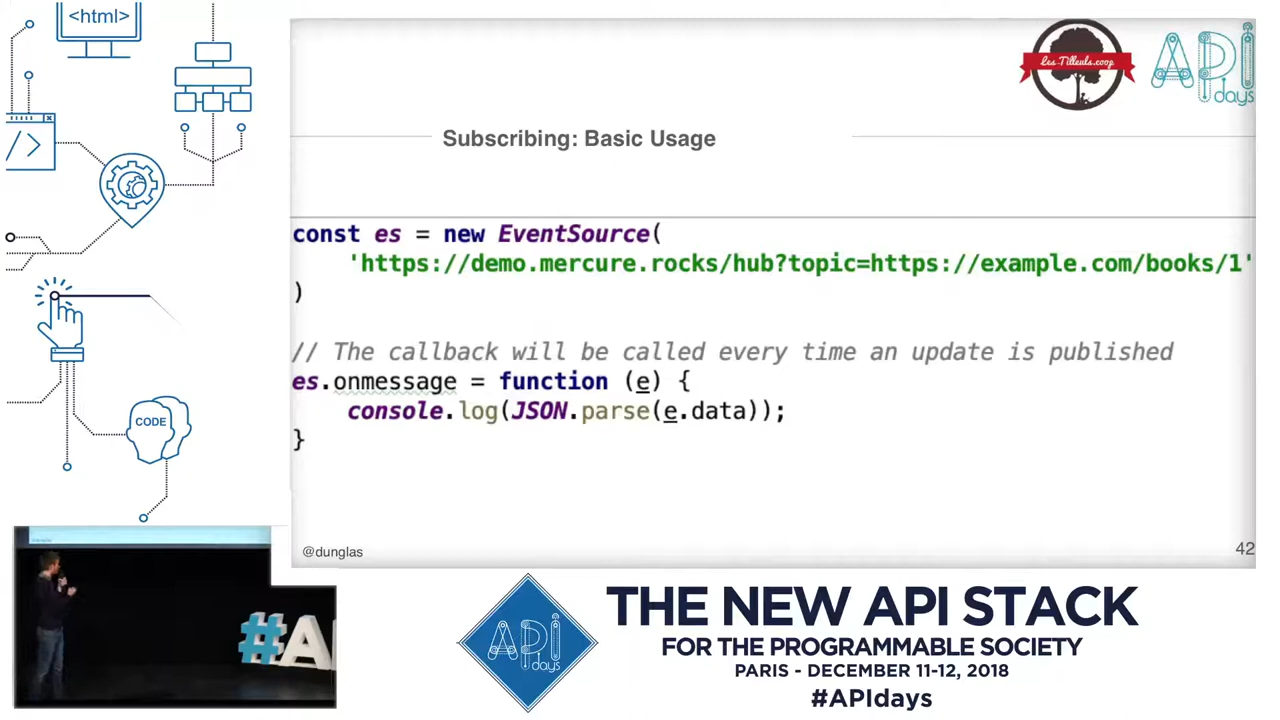 <html>
</>
CODE
Les-Tilleuls.coop
API
days
Subscribing: Basic Usage
const es = new EventSource(
    'https://demo.mercure.rocks/hub?topic=https://example.com/books/1'
)
// The callback will be called every time an update is published
es.onmessage = function (e) {
    console.log(JSON.parse(e.data));
}
@dunglas
42
#A
API
days
THE NEW API STACK
FOR THE PROGRAMMABLE SOCIETY
PARIS - DECEMBER 11-12, 2018
#APIdays